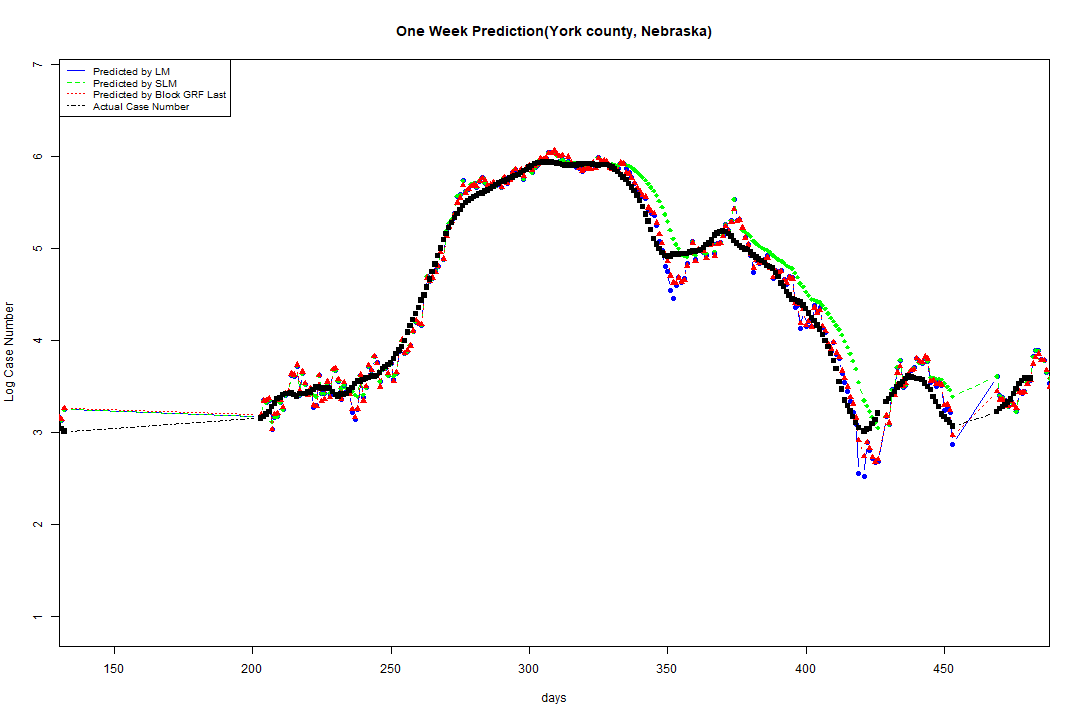 One Week Prediction(York county, Nebraska)
Predicted by LM
Predicted by SLM
Predicted by Block GRF Last
Actual Case Number
7
6
5
4
3
2
1
Log Case Number
150 200 250 300 350 400 450
days